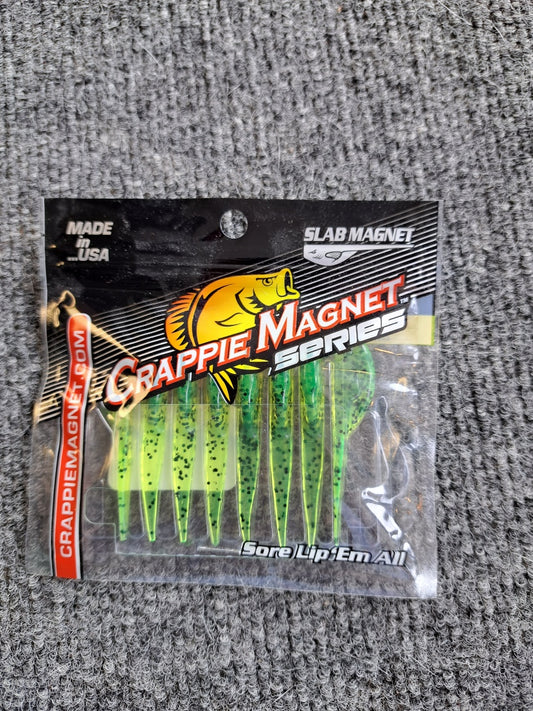 MADE
in
...USA
SLAB MAGNET
CRAPPIE MAGNET
SERIES
CRAPPIEMAGNET.COM
Sore Lip 'Em All